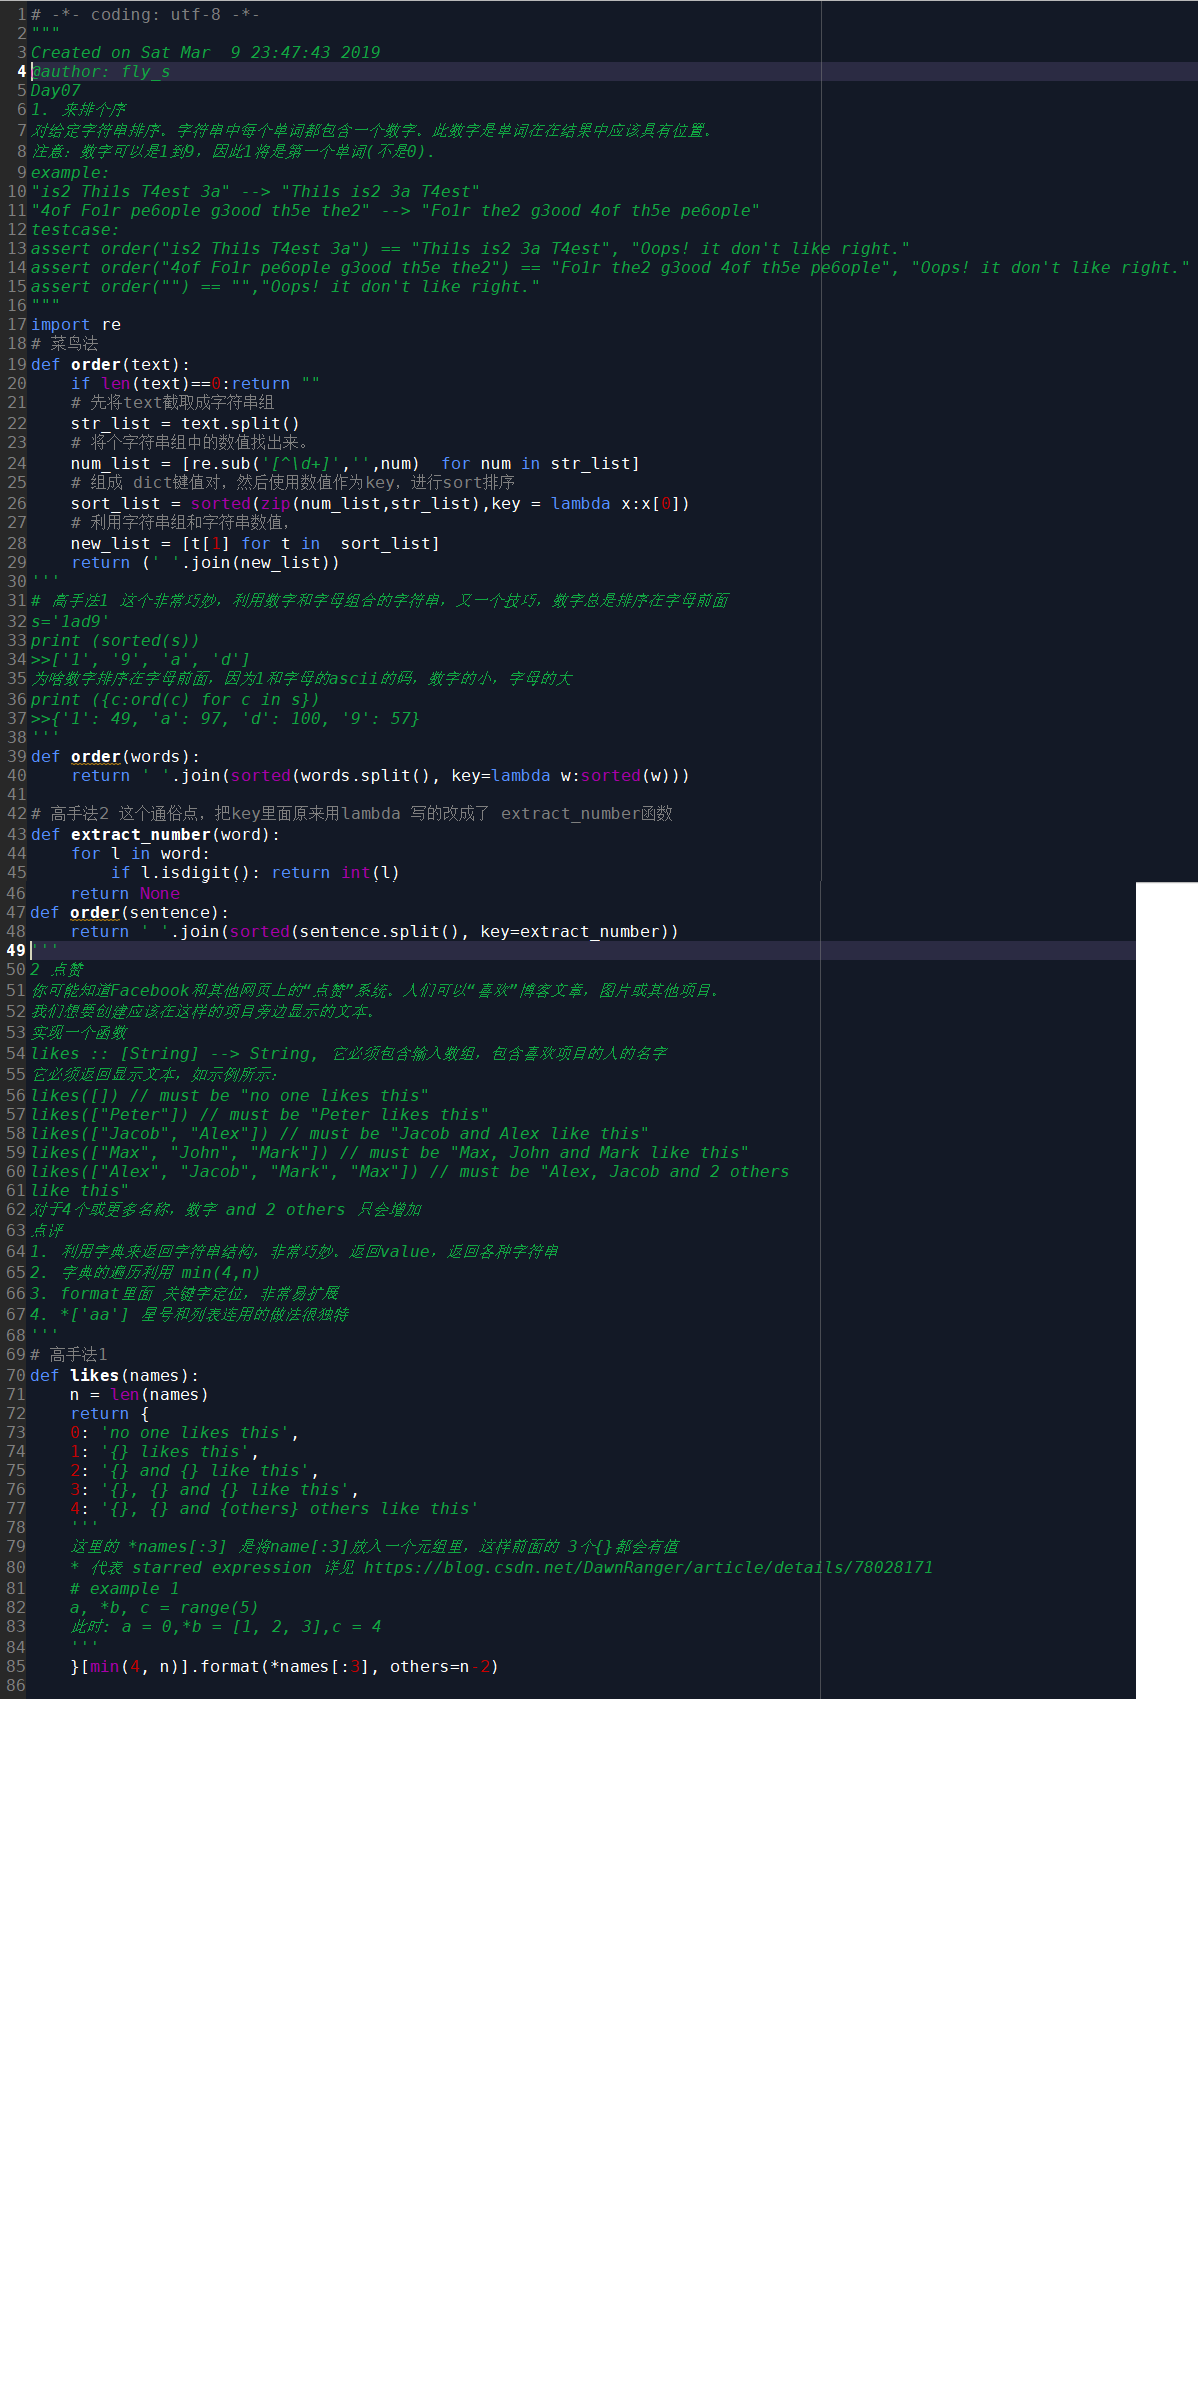 1 # -*- coding: utf-8 -*-
2 """
3 Created on Sat Mar  9 23:47:43 2019
4 @author: fly_s
5 Day07
6 1. 来排个序
7 对给定字符串排序。字符串中每个单词都包含一个数字。此数字是单词在在结果中应该具有位置。
8 注意: 数字可以是1到9，因此1将是第一个单词(不是0).
9 example:
10 "is2 Thi1s T4est 3a" --> "Thi1s is2 3a T4est"
11 "4of Fo1r pe6ople g3ood th5e the2" --> "Fo1r the2 g3ood 4of th5e pe6ople"
12 testcase:
13 assert order("is2 Thi1s T4est 3a") == "Thi1s is2 3a T4est", "Oops! it don't like right."
14 assert order("4of Fo1r pe6ople g3ood th5e the2") == "Fo1r the2 g3ood 4of th5e pe6ople", "Oops! it don't like right."
15 assert order("") == "","Oops! it don't like right."
16 """
17 import re
18 # 菜鸟法
19 def order(text):
20     if len(text)==0:return ""
21     # 先将text截取成字符串组
22     str_list = text.split()
23     # 将个字符串组中的数值找出来。
24     num_list = [re.sub('[^\d+]','',num)  for num in str_list]
25     # 组成 dict键值对，然后使用数值作为key，进行sort排序
26     sort_list = sorted(zip(num_list,str_list),key = lambda x:x[0])
27     # 利用字符串组和字符串数值，
28     new_list = [t[1] for t in  sort_list]
29     return (' '.join(new_list))
30 '''
31 # 高手法1 这个非常巧妙，利用数字和字母组合的字符串，又一个技巧，数字总是排序在字母前面
32 s='1ad9'
33 print (sorted(s))
34 >>['1', '9', 'a', 'd']
35 为啥数字排序在字母前面，因为1和字母的ascii的码，数字的小，字母的大
36 print ({c:ord(c) for c in s})
37 >>{'1': 49, 'a': 97, 'd': 100, '9': 57}
38 '''
39 def order(words):
40     return ' '.join(sorted(words.split(), key=lambda w:sorted(w)))
41
42 # 高手法2 这个通俗点，把key里面原来用lambda 写的改成了 extract_number函数
43 def extract_number(word):
44     for l in word:
45         if l.isdigit(): return int(l)
46     return None
47 def order(sentence):
48     return ' '.join(sorted(sentence.split(), key=extract_number))
49 '''
50 2 点赞
51 你可能知道Facebook和其他网页上的“点赞”系统。人们可以“喜欢”博客文章，图片或其他项目。
52 我们想要创建应该在这样的项目旁边显示的文本。
53 实现一个函数
54 likes :: [String] --> String, 它必须包含输入数组，包含喜欢项目的人的名字
55 它必须返回显示文本，如示例所示:
56 likes([]) // must be "no one likes this"
57 likes(["Peter"]) // must be "Peter likes this"
58 likes(["Jacob", "Alex"]) // must be "Jacob and Alex like this"
59 likes(["Max", "John", "Mark"]) // must be "Max, John and Mark like this"
60 likes(["Alex", "Jacob", "Mark", "Max"]) // must be "Alex, Jacob and 2 others
61 like this"
62 对于4个或更多名称，数字 and 2 others 只会增加
63 点评
64 1. 利用字典来返回字符串结构，非常巧妙。返回value，返回各种字符串
65 2. 字典的遍历利用 min(4,n)
66 3. format里面 关键字定位，非常易扩展
67 4. *['aa'] 星号和列表连用的做法很独特
68 '''
69 # 高手法1
70 def likes(names):
71     n = len(names)
72     return {
73     0: 'no one likes this',
74     1: '{} likes this',
75     2: '{} and {} like this',
76     3: '{}, {} and {} like this',
77     4: '{}, {} and {others} others like this'
78     '''
79     这里的 *names[:3] 是将name[:3]放入一个元组里，这样前面的 3个{}都会有值
80     * 代表 starred expression 详见 https://blog.csdn.net/DawnRanger/article/details/78028171
81     # example 1
82     a, *b, c = range(5)
83     此时: a = 0,*b = [1, 2, 3],c = 4
84     '''
85     }[min(4, n)].format(*names[:3], others=n-2)
86